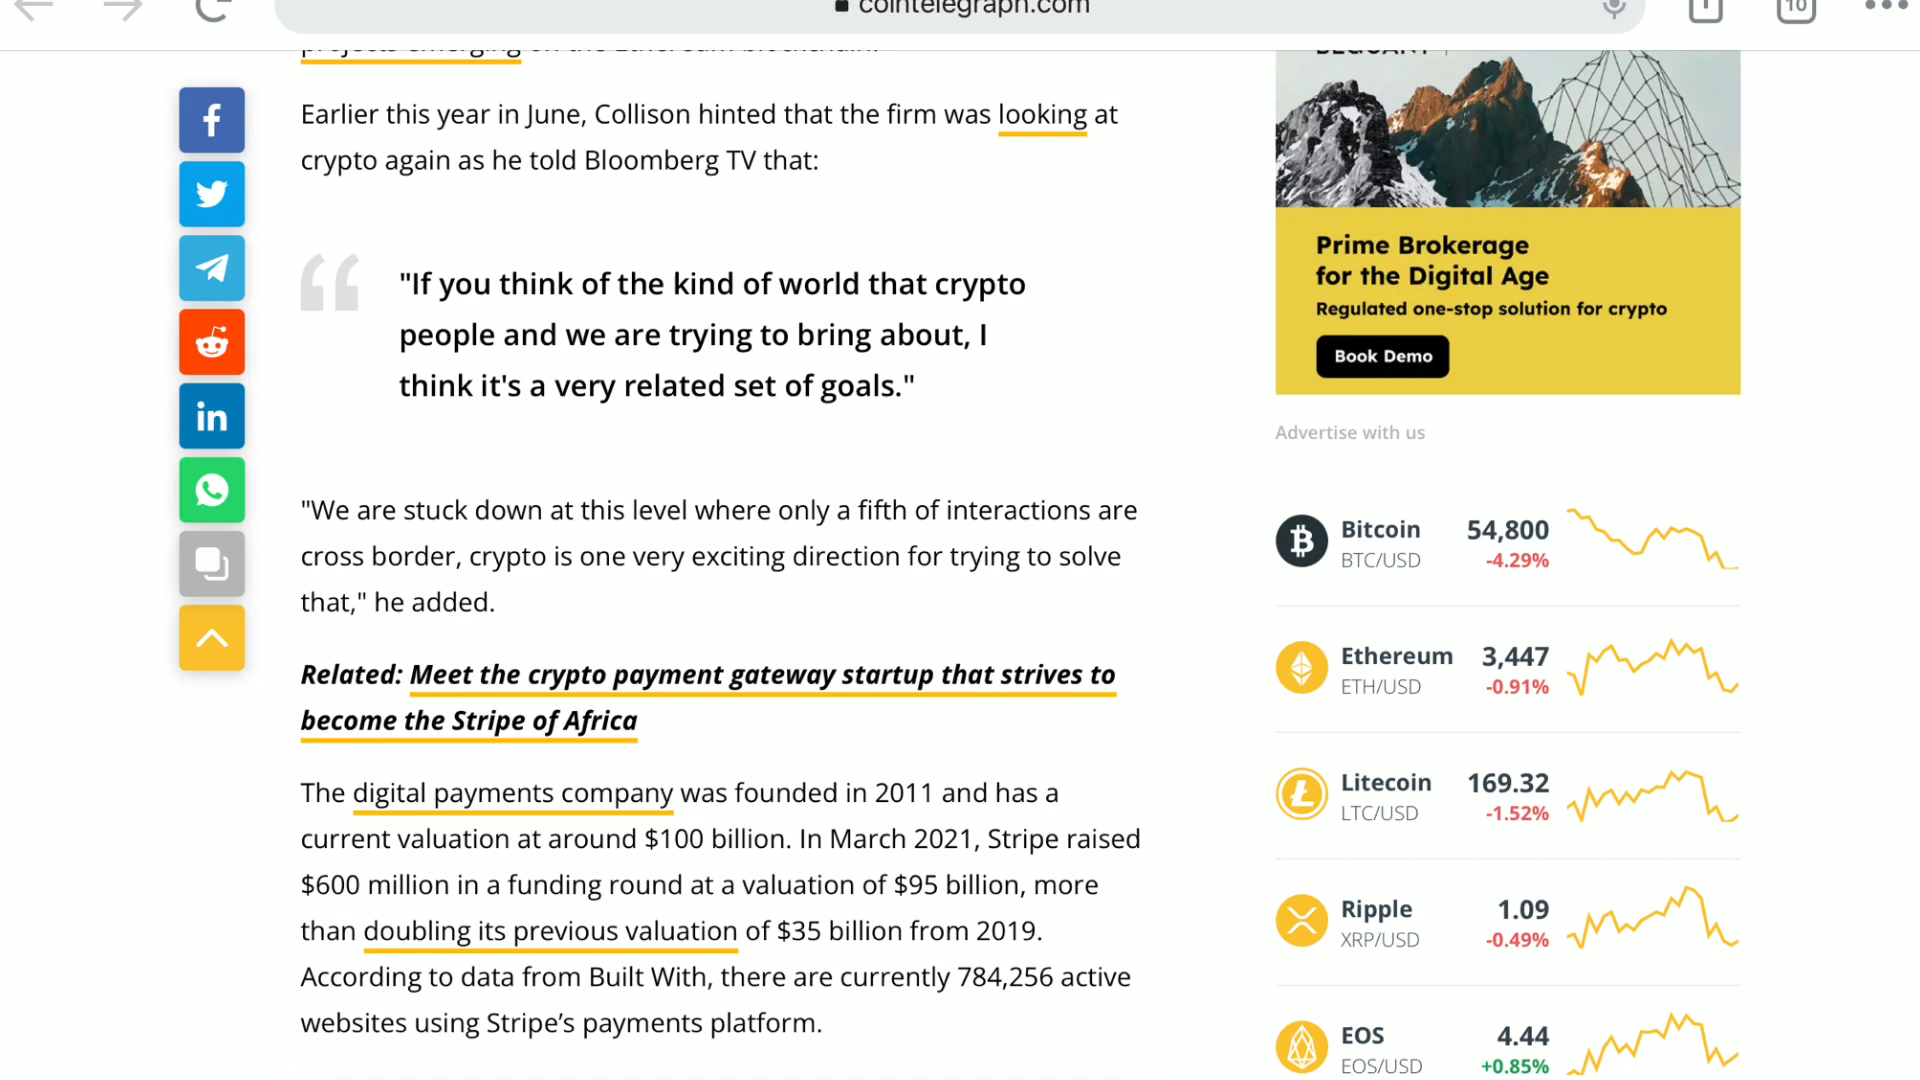 cointelegraph.com
10
projects emerging on the Ethereum blockchain.
Earlier this year in June, Collison hinted that the firm was looking at
crypto again as he told Bloomberg TV that:
"If you think of the kind of world that crypto
people and we are trying to bring about, I
think it's a very related set of goals."
"We are stuck down at this level where only a fifth of interactions are
cross border, crypto is one very exciting direction for trying to solve
that," he added.
Related: Meet the crypto payment gateway startup that strives to
become the Stripe of Africa
The digital payments company was founded in 2011 and has a
current valuation at around $100 billion. In March 2021, Stripe raised
$600 million in a funding round at a valuation of $95 billion, more
than doubling its previous valuation of $35 billion from 2019.
According to data from Built With, there are currently 784,256 active
websites using Stripe’s payments platform.
BEQUANT
Prime Brokerage
for the Digital Age
Regulated one-stop solution for crypto
Book Demo
Advertise with us
Bitcoin 54,800
BTC/USD -4.29%
Ethereum 3,447
ETH/USD -0.91%
Litecoin 169.32
LTC/USD -1.52%
Ripple 1.09
XRP/USD -0.49%
EOS 4.44
EOS/USD +0.85%